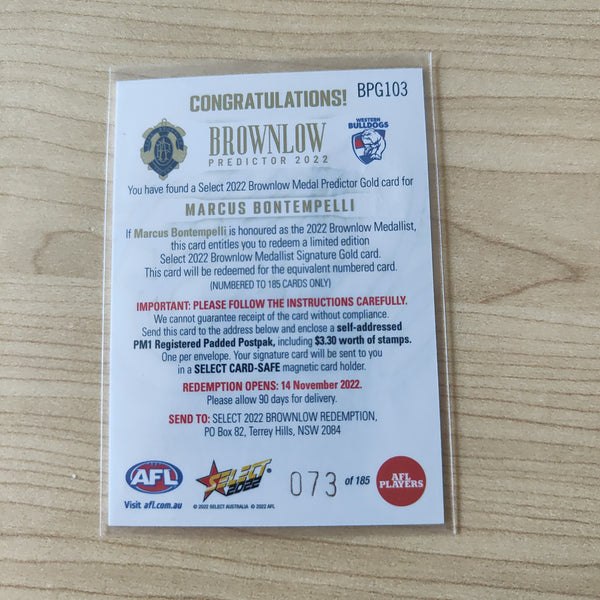 CONGRATULATIONS!
BPG103
BROWNLOW
PREDICTOR 2022
WESTERN
BULLDOGS
You have found a Select 2022 Brownlow Medal Predictor Gold card for
MARCUS BONTEMPELLI
If Marcus Bontempelli is honoured as the 2022 Brownlow Medallist,
this card entitles you to redeem a limited edition
Select 2022 Brownlow Medallist Signature Gold card.
This card will be redeemed for the equivalent numbered card.
(NUMBERED TO 185 CARDS ONLY)
IMPORTANT: PLEASE FOLLOW THE INSTRUCTIONS CAREFULLY.
We cannot guarantee receipt of the card without compliance.
Send this card to the address below and enclose a self-addressed
PM1 Registered Padded Postpak, including $3.30 worth of stamps.
One per envelope. Your signature card will be sent to you
in a SELECT CARD-SAFE magnetic card holder.
REDEMPTION OPENS: 14 November 2022.
Please allow 90 days for delivery.
SEND TO: SELECT 2022 BROWNLOW REDEMPTION,
PO Box 82, Terrey Hills, NSW 2084
AFL
Visit afl.com.au
SELECT
2022
®
© 2022 SELECT AUSTRALIA © 2022 AFL
073 of 185
AFL
PLAYERS